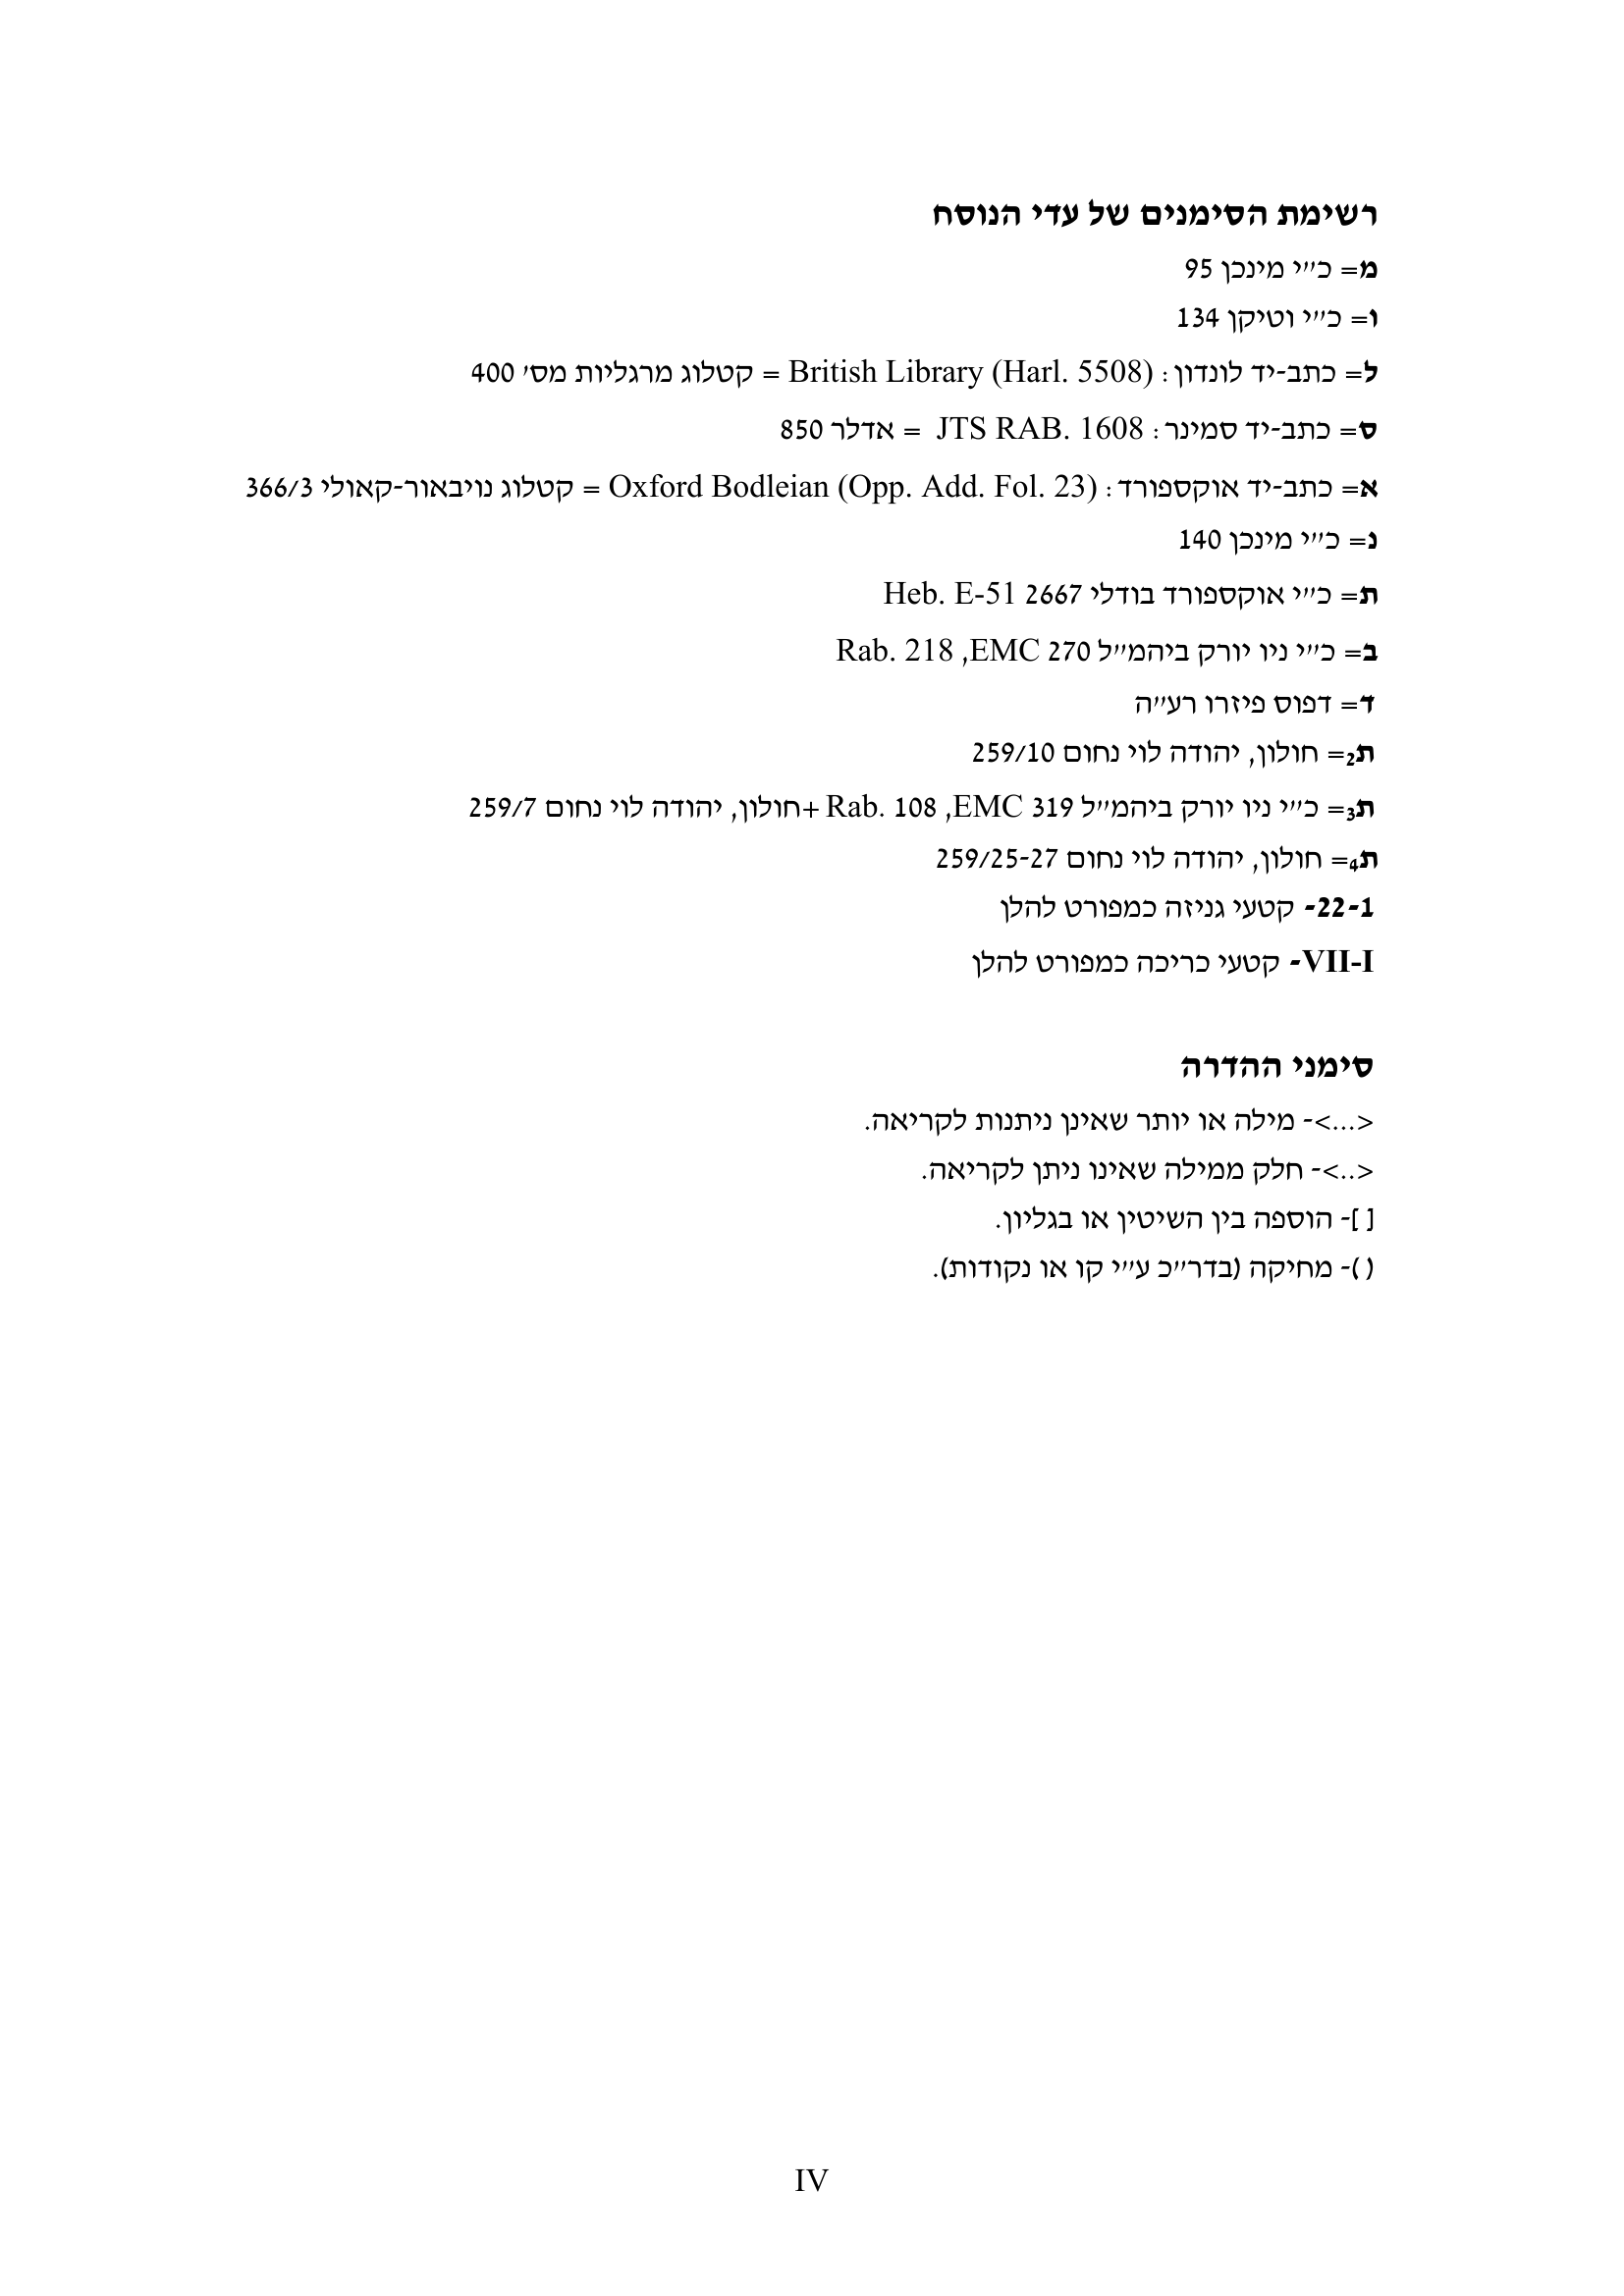 רשימת הסימנים של עדי הנוסח
מ= כ״י מינכן 95
ו= כ״י וטיקן 134
ל= כתב-יד לונדון: British Library (Harl. 5508) = קטלוג מרגליות מס׳ 400
ס= כתב-יד סמינר: JTS RAB. 1608 = אדלר 850
א= כתב-יד אוקספורד: Oxford Bodleian (Opp. Add. Fol. 23) = קטלוג נויבאור-קאולי 366/3
נ= כ״י מינכן 140
ת= כ״י אוקספורד בודלי 2667 Heb. E-51
ב= כ״י ניו יורק ביהמ״ל EMC 270, Rab. 218
ד= דפוס פיזרו רע״ה
ת₂= חולון, יהודה לוי נחום 259/10
ת₃= כ״י ניו יורק ביהמ״ל EMC 319, Rab. 108 +חולון, יהודה לוי נחום 259/7
ת₄= חולון, יהודה לוי נחום 259/25-27
1-22- קטעי גניזה כמפורט להלן
VII-I- קטעי כריכה כמפורט להלן
סימני ההדרה
<...>- מילה או יותר שאינן ניתנות לקריאה.
<..>- חלק ממילה שאינו ניתן לקריאה.
[ ]- הוספה בין השיטין או בגליון.
( )- מחיקה (בדר״כ ע״י קו או נקודות).
IV